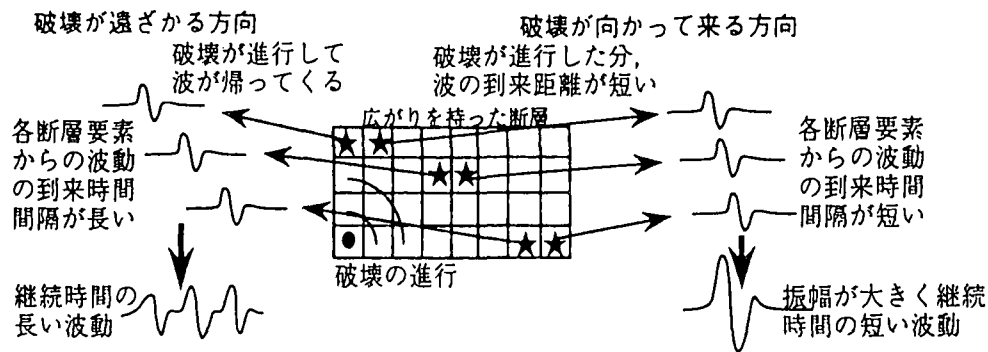 破壊が遠ざかる方向
破壊が進行して
波が帰ってくる
各断層要素
からの波動
の到来時間
間隔が長い
継続時間の
長い波動
広がりを持った断層
破壊の進行
破壊が向かって来る方向
破壊が進行した分,
波の到来距離が短い
各断層要素
からの波動
の到来時間
間隔が短い
振幅が大きく継続
時間の短い波動